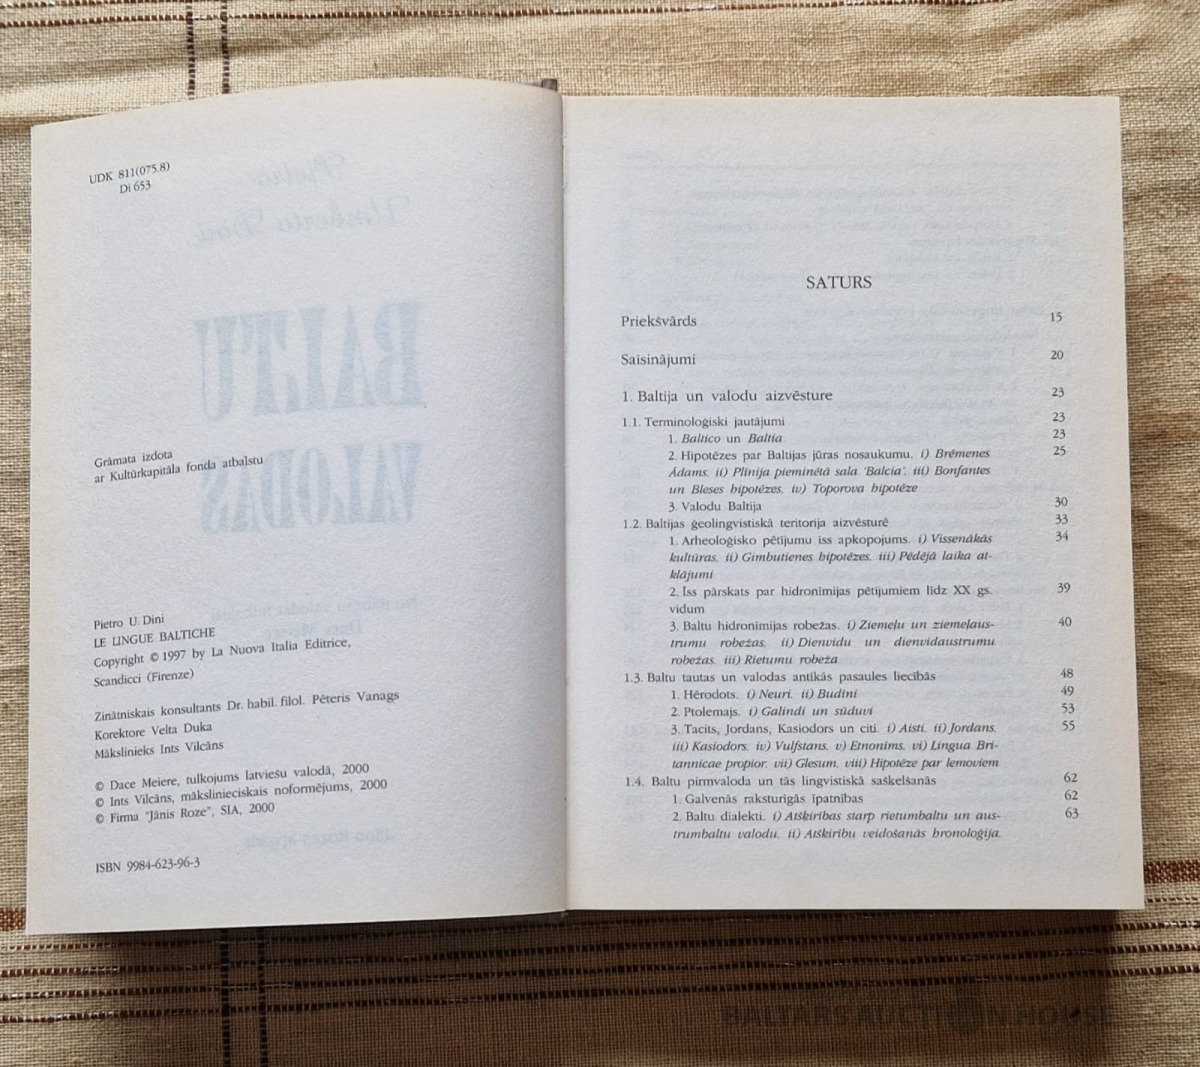 UDK 811(075.8)
Di 653
Grāmata izdota
ar Kultūrkapitāla fonda atbalstu
Pietro U. Dini
LE LINGUE BALTICHE
Copyright © 1997 by La Nuova Italia Editrice,
Scandicci (Firenze)
Zinātniskais konsultants Dr. habil. filol. Pēteris Vanags
Korektore Velta Duka
Mākslinieks Ints Vilcāns
© Dace Meiere, tulkojums latviešu valodā, 2000
© Ints Vilcāns, mākslinieciskais noformējums, 2000
© Firma "Jānis Roze", SIA, 2000
ISBN 9984-623-96-3
Pietro
Umberto Dini
BALTU
VALODAS
SATURS
Priekšvārds 15
Saīsinājumi 20
1. Baltija un valodu aizvēsture 23
1.1. Terminoloģiski jautājumi 23
1. Baltico un Baltia 23
2. Hipotēzes par Baltijas jūras nosaukumu. i) Brēmenes 25
Ādams. ii) Plīnija pieminētā sala 'Balcia'. iii) Bonfantes
un Bleses hipotēzes. iv) Toporova hipotēze
3. Valodu Baltija 30
1.2. Baltijas ģeolingvistiskā teritorija aizvēsturē 33
1. Arheoloģisko pētījumu īss apkopojums. i) Vissenākās 34
kultūras. ii) Gimbutienes hipotēzes. iii) Pēdējā laika at-
klājumi
2. Īss pārskats par hidronīmijas pētījumiem līdz XX gs. 39
vidum
3. Baltu hidronīmijas robežas. i) Ziemeļu un ziemeļaus- 40
trumu robežas. ii) Dienvidu un dienvidaustrumu
robežas. iii) Rietumu robeža
1.3. Baltu tautas un valodas antīkās pasaules liecībās 48
1. Hērodots. i) Neuri. ii) Budīni 49
2. Ptolemajs. i) Galindi un sūduvi 53
3. Tacits, Jordans, Kasiodors un citi. i) Aisti. ii) Jordans. 55
iii) Kasiodors. iv) Vulfstans. v) Etnonīms. vi) Lingua Bri-
tannicae propior. vii) Glesum. viii) Hipotēze par lemoviem
1.4. Baltu pirmvaloda un tās lingvistiskā sašķelšanās 62
1. Galvenās raksturīgās īpatnības 62
2. Baltu dialekti. i) Atšķirības starp rietumbaltu un aus- 63
trumbaltu valodu. ii) Atšķirību veidošanās hronoloģija.
BALTARS AUCTION HOUSE